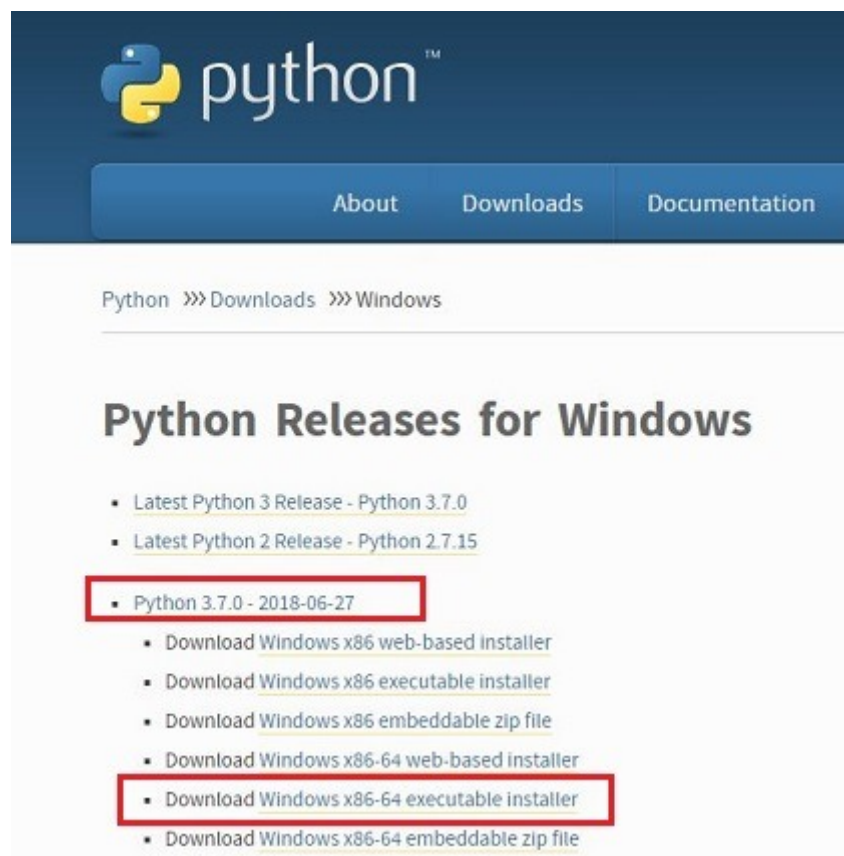 python™
About Downloads Documentation
Python >>> Downloads >>> Windows
Python Releases for Windows
Latest Python 3 Release - Python 3.7.0
Latest Python 2 Release - Python 2.7.15
Python 3.7.0 - 2018-06-27
Download Windows x86 web-based installer
Download Windows x86 executable installer
Download Windows x86 embeddable zip file
Download Windows x86-64 web-based installer
Download Windows x86-64 executable installer
Download Windows x86-64 embeddable zip file